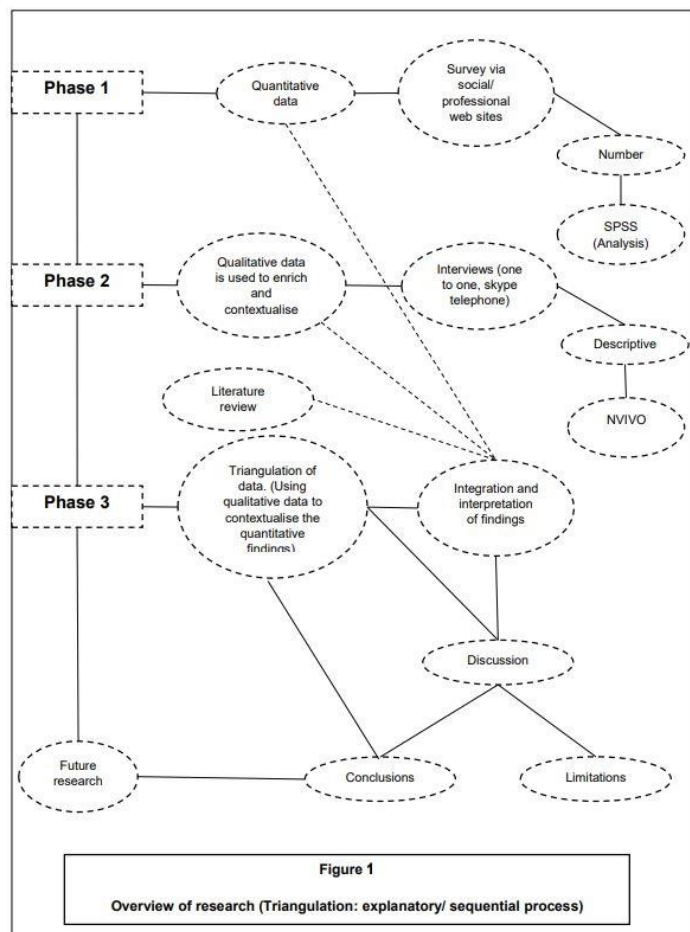 Phase 1
Quantitative
data
Survey via
social/
professional
web sites
Number
SPSS
(Analysis)
Phase 2
Qualitative data
is used to enrich
and
contextualise
Interviews (one
to one, skype
telephone)
Descriptive
NVIVO
Literature
review
Phase 3
Triangulation of
data. (Using
qualitative data to
contextualise the
quantitative
findings)
Integration and
interpretation
of findings
Discussion
Future
research
Conclusions
Limitations
Figure 1
Overview of research (Triangulation: explanatory/ sequential process)